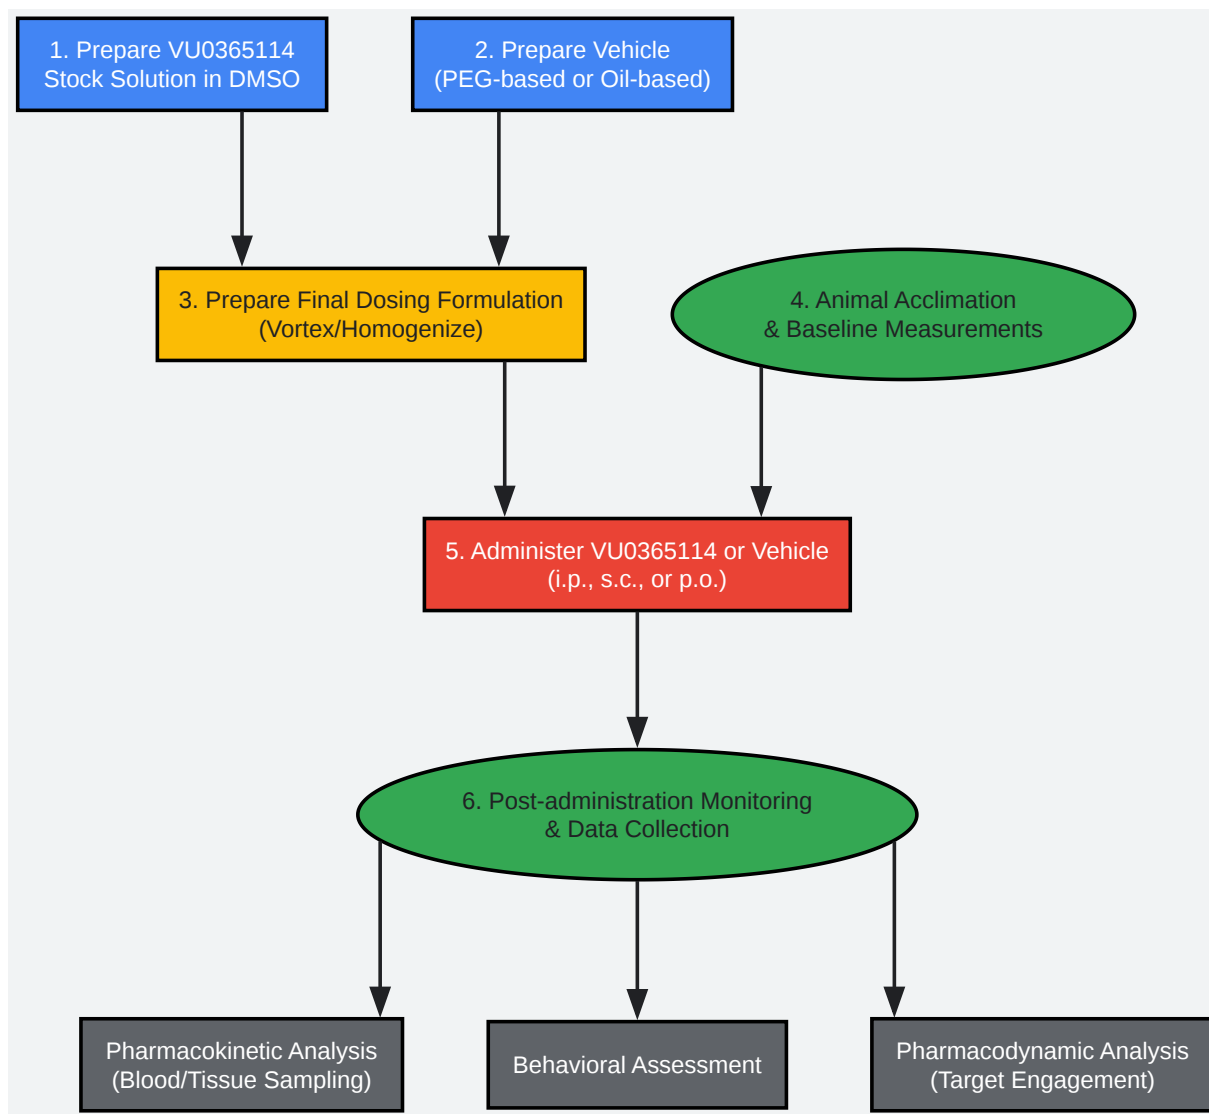 1. Prepare VU0365114
Stock Solution in DMSO
2. Prepare Vehicle
(PEG-based or Oil-based)
3. Prepare Final Dosing Formulation
(Vortex/Homogenize)
4. Animal Acclimation
& Baseline Measurements
5. Administer VU0365114 or Vehicle
(i.p., s.c., or p.o.)
6. Post-administration Monitoring
& Data Collection
Pharmacokinetic Analysis
(Blood/Tissue Sampling)
Behavioral Assessment
Pharmacodynamic Analysis
(Target Engagement)